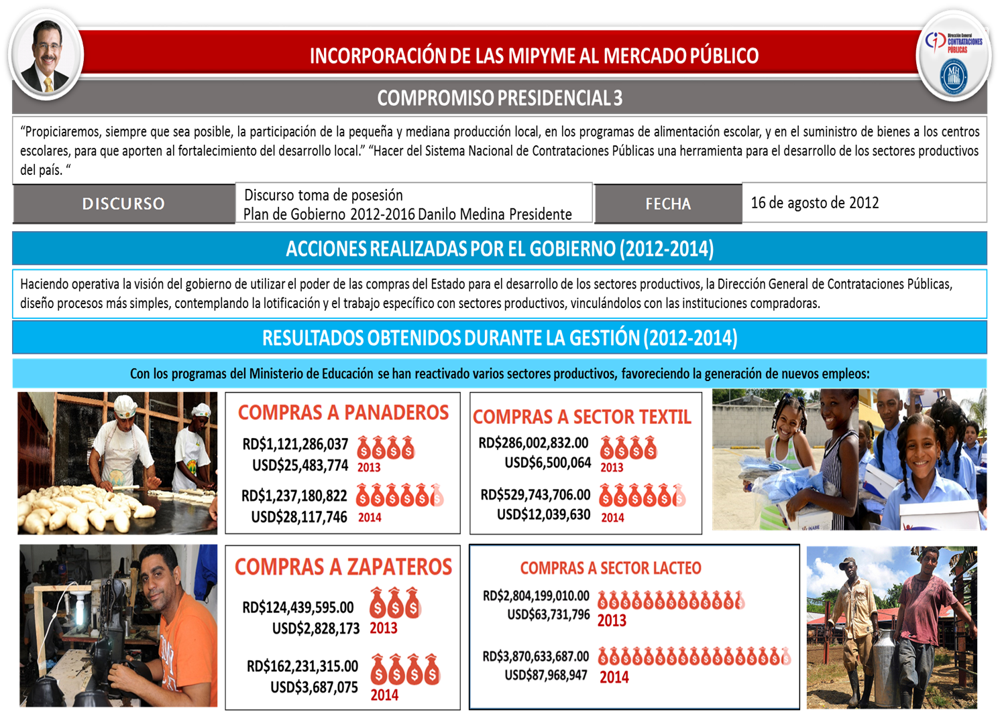 INCORPORACIÓN DE LAS MIPYME AL MERCADO PÚBLICO
Dirección General
CONTRATACIONES
PÚBLICAS
MH
COMPROMISO PRESIDENCIAL 3
“Propiciaremos, siempre que sea posible, la participación de la pequeña y mediana producción local, en los programas de alimentación escolar, y en el suministro de bienes a los centros
escolares, para que aporten al fortalecimiento del desarrollo local.” “Hacer del Sistema Nacional de Contrataciones Públicas una herramienta para el desarrollo de los sectores productivos
del país. “
DISCURSO
Discurso toma de posesión
Plan de Gobierno 2012-2016 Danilo Medina Presidente
FECHA
16 de agosto de 2012
ACCIONES REALIZADAS POR EL GOBIERNO (2012-2014)
Haciendo operativa la visión del gobierno de utilizar el poder de las compras del Estado para el desarrollo de los sectores productivos, la Dirección General de Contrataciones Públicas,
diseño procesos más simples, contemplando la lotificación y el trabajo específico con sectores productivos, vinculándolos con las instituciones compradoras.
RESULTADOS OBTENIDOS DURANTE LA GESTIÓN (2012-2014)
Con los programas del Ministerio de Educación se han reactivado varios sectores productivos, favoreciendo la generación de nuevos empleos:
COMPRAS A PANADEROS
RD$1,121,286,037
USD$25,483,774
2013
RD$1,237,180,822
USD$28,117,746
2014
COMPRAS A SECTOR TEXTIL
RD$286,002,832.00
USD$6,500,064
2013
RD$529,743,706.00
USD$12,039,630
2014
INABIE
COMPRAS A ZAPATEROS
RD$124,439,595.00
USD$2,828,173
2013
RD$162,231,315.00
USD$3,687,075
2014
COMPRAS A SECTOR LACTEO
RD$2,804,199,010.00
USD$63,731,796
2013
RD$3,870,633,687.00
USD$87,968,947
2014